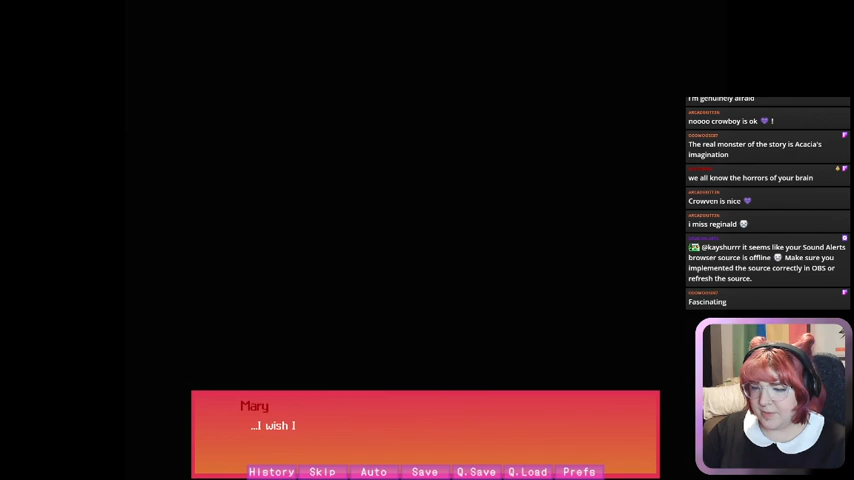 I'm genuinely afraid
ARCADEKITTEN
noooo crowboy is ok 💜 !
The real monster of the story is Acacia's
imagination
we all know the horrors of your brain
ARCADEKITTEN
Crowven is nice 💜
ARCADEKITTEN
i miss reginald
@kayshurrr it seems like your Sound Alerts
browser source is offline
Make sure you
implemented the source correctly in OBS or
refresh the source.
Fascinating
Mary
...I wish I
History Skip Auto Save Q.Save Q.Load Prefs